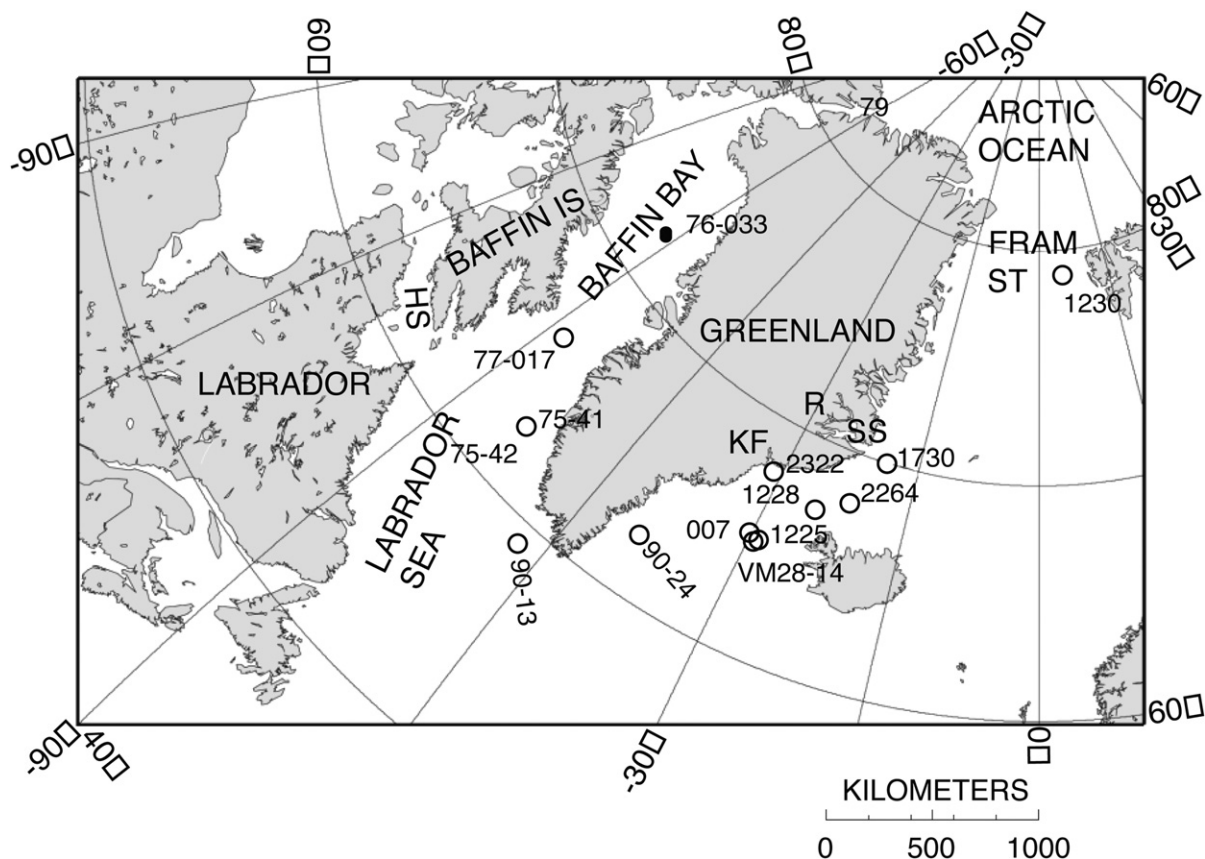 60□
80□
-60□
-30□
60□
-90□
79
ARCTIC
OCEAN
BAFFIN BAY
BAFFIN IS
76-033
80□
30□
FRAM
ST
1230
HS
GREENLAND
77-017
LABRADOR
R
SS
75-41
75-42
KF
2322
1730
LABRADOR
SEA
1228
2264
007
1225
90-13
90-24
VM28-14
60□
-90□
40□
-30□
0□
KILOMETERS
0 500 1000